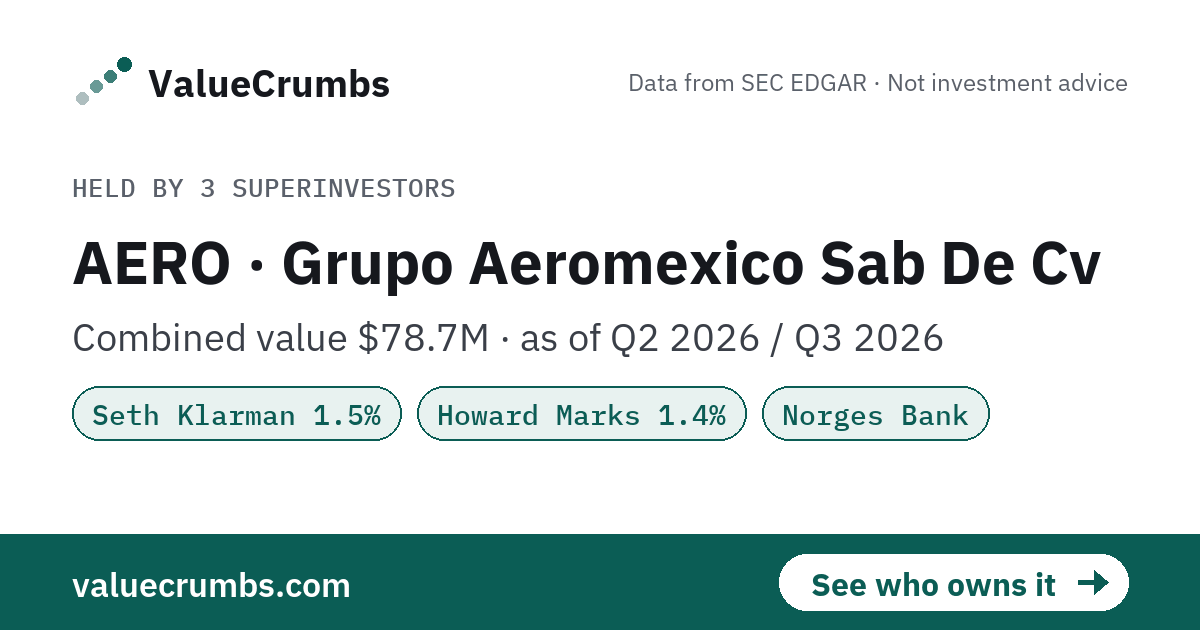 ValueCrumbs
Data from SEC EDGAR · Not investment advice
HELD BY 3 SUPERINVESTORS
AERO · Grupo Aeromexico Sab De Cv
Combined value $78.7M · as of Q2 2026 / Q3 2026
Seth Klarman 1.5%
Howard Marks 1.4%
Norges Bank
valuecrumbs.com
See who owns it →